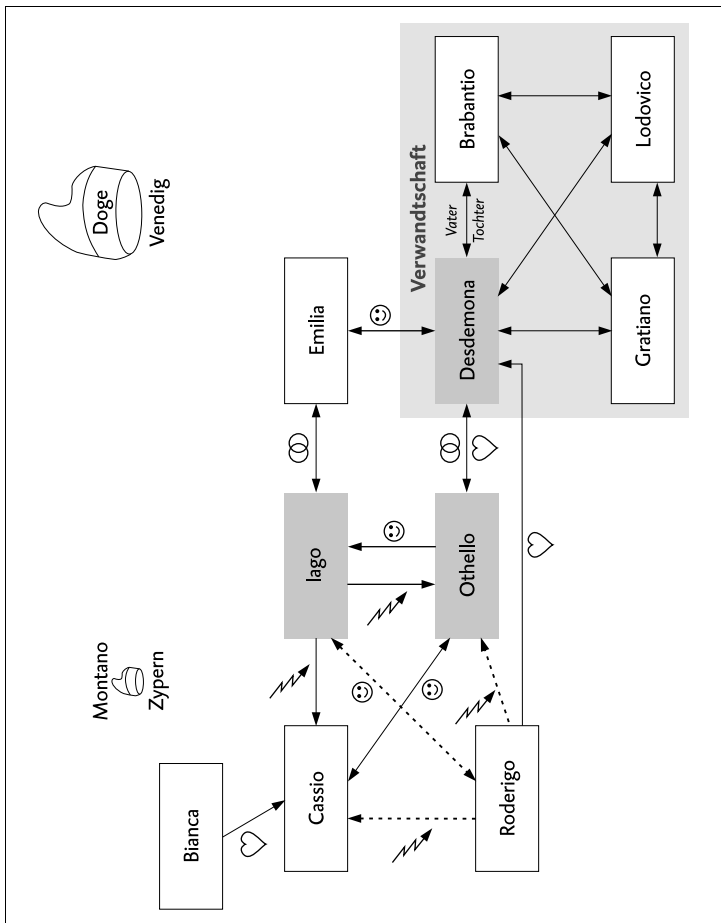 Montano
Zypern
Doge
Venedig
Bianca
Cassio
Iago
Emilia
Verwandtschaft
Roderigo
Othello
Desdemona
Vater
Tochter
Brabantio
Gratiano
Lodovico